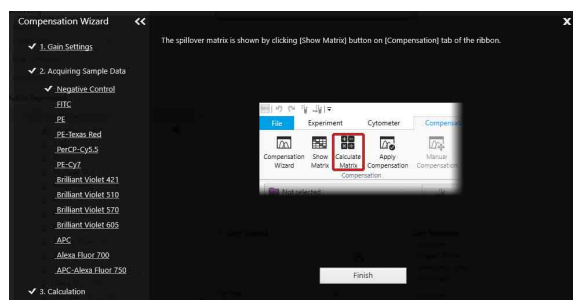 Compensation Wizard <<
X
✔ 1. Gain Settings
✔ 2. Acquiring Sample Data
✔ Negative Control
FITC
PE
PE-Texas Red
PerCP-Cy5.5
PE-Cy7
Brilliant Violet 421
Brilliant Violet 510
Brilliant Violet 570
Brilliant Violet 605
APC
Alexa Fluor 700
APC-Alexa Fluor 750
✔ 3. Calculation
The spillover matrix is shown by clicking [Show Matrix] button on [Compensation] tab of the ribbon.
File Experiment Cytometer
Compensation Wizard
Show Matrix
Calculate Matrix
Apply Compensation
Manual Compensation
Compensation
Not selected
Finish